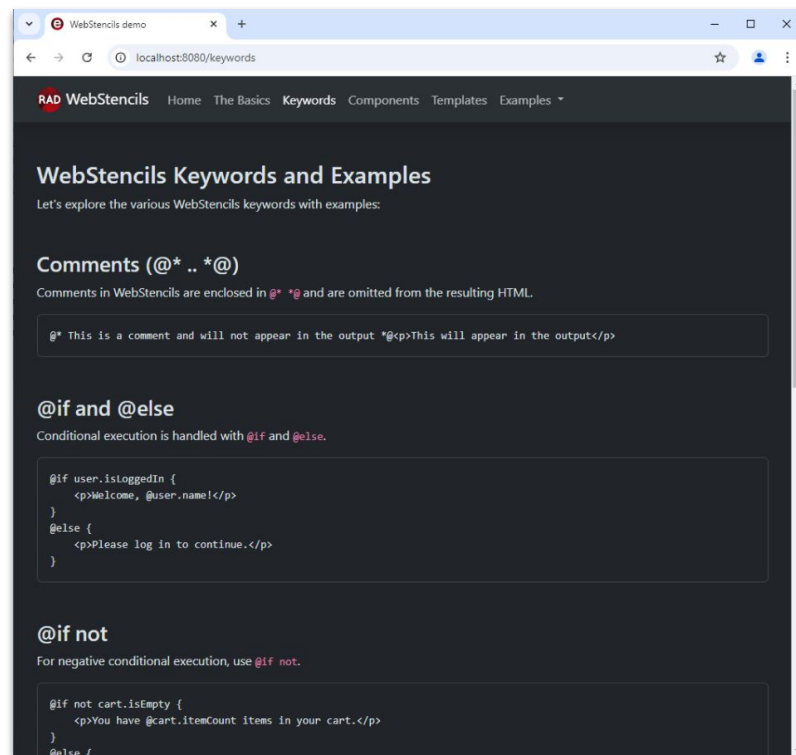 WebStencils demo
localhost:8080/keywords
RAD WebStencils Home The Basics Keywords Components Templates Examples
WebStencils Keywords and Examples
Let's explore the various WebStencils keywords with examples:
Comments (@* .. *@)
Comments in WebStencils are enclosed in @* *@ and are omitted from the resulting HTML.
@* This is a comment and will not appear in the output *@<p>This will appear in the output</p>
@if and @else
Conditional execution is handled with @if and @else.
@if user.isLoggedIn {
    <p>Welcome, @user.name!</p>
}
@else {
    <p>Please log in to continue.</p>
}
@if not
For negative conditional execution, use @if not.
@if not cart.isEmpty {
    <p>You have @cart.itemCount items in your cart.</p>
}
@else {